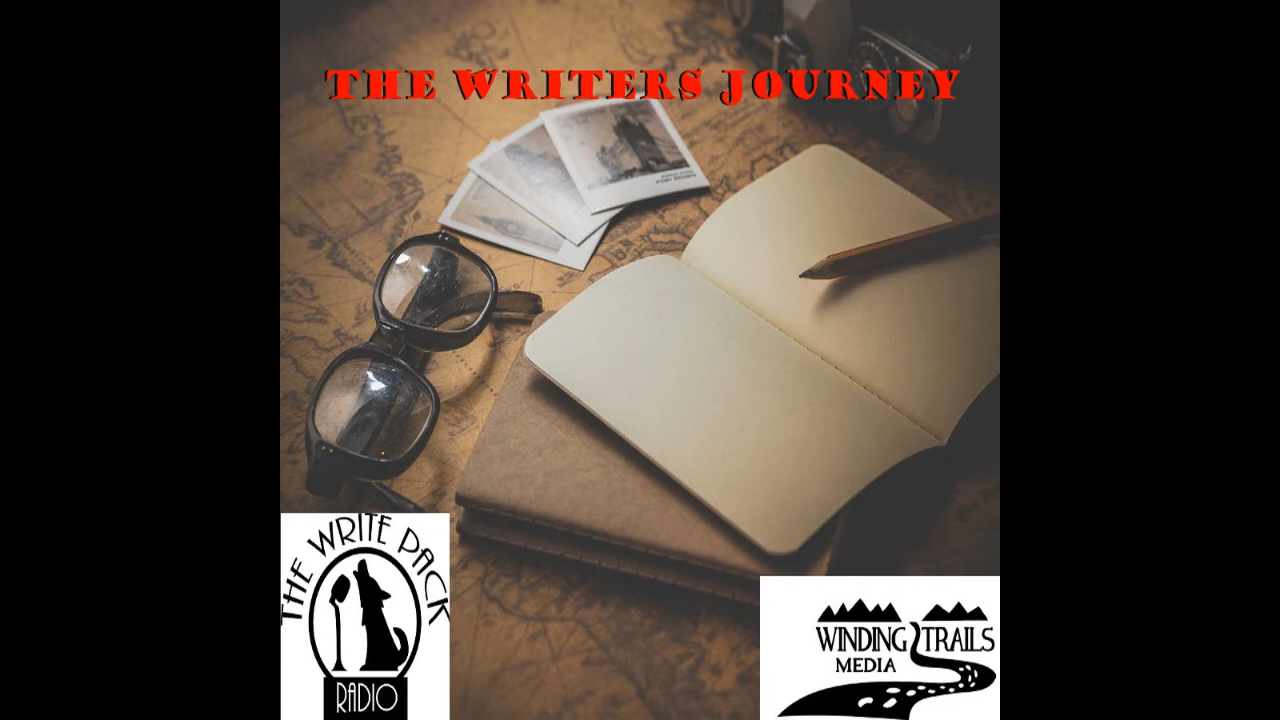 THE WRITERS JOURNEY
THE WRITE PACK
RADIO
WINDING TRAILS
MEDIA